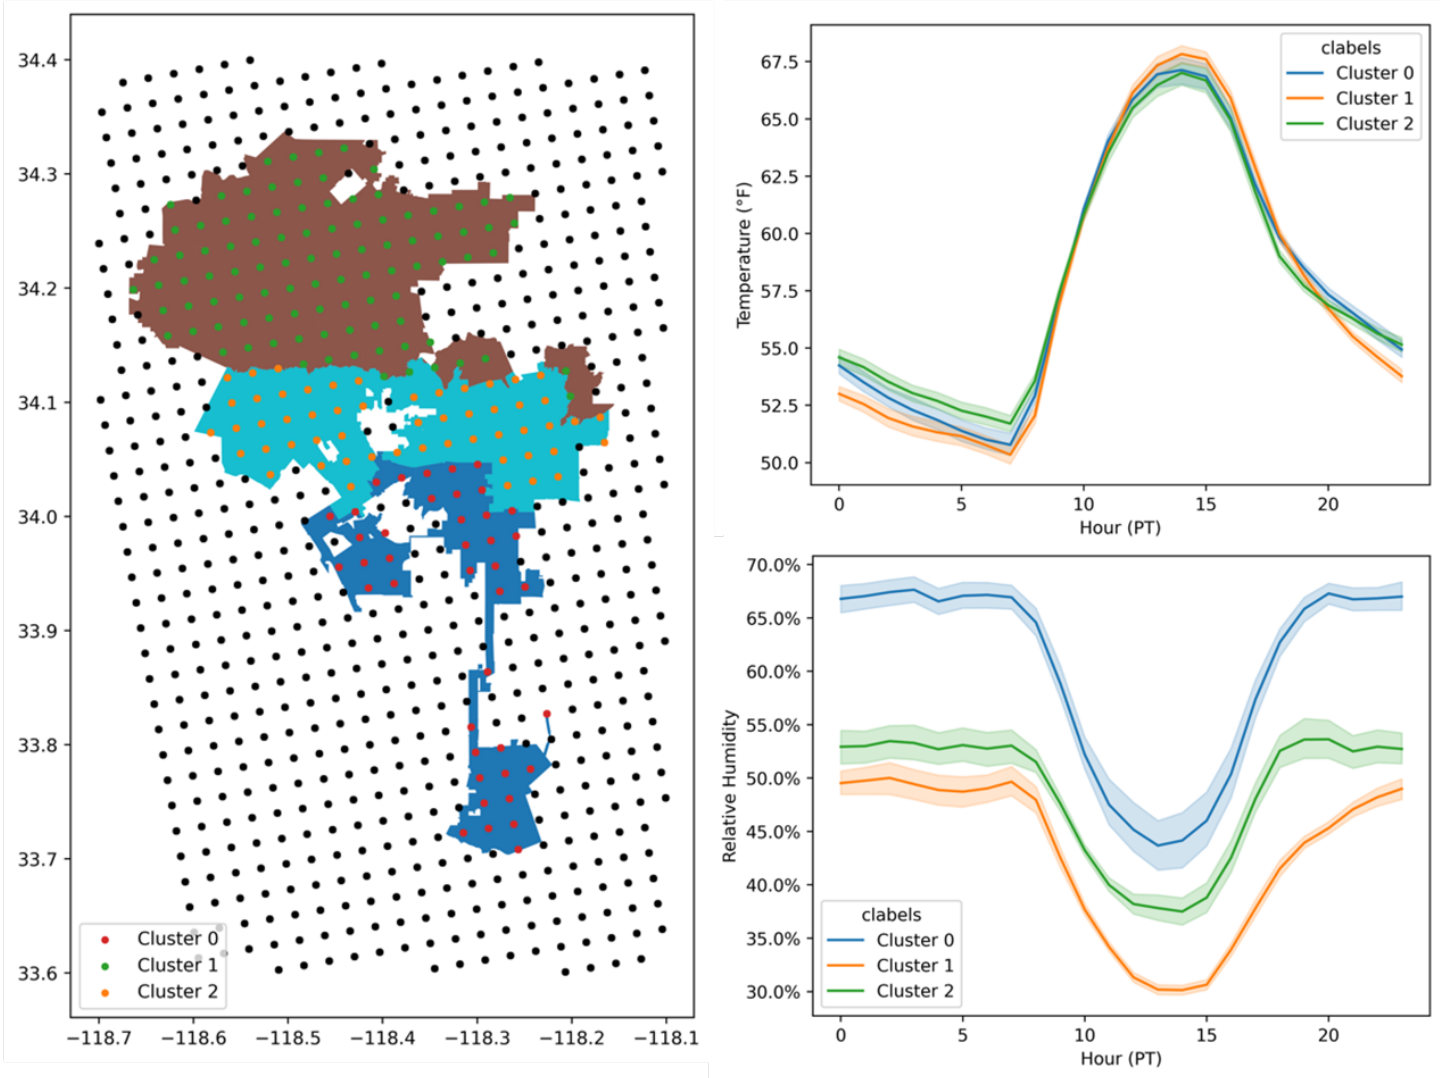 34.4
34.3
34.2
34.1
34.0
33.9
33.8
33.7
33.6
−118.7 −118.6 −118.5 −118.4 −118.3 −118.2 −118.1
Cluster 0
Cluster 1
Cluster 2
67.5
65.0
62.5
60.0
57.5
55.0
52.5
50.0
Temperature (°F)
0 5 10 15 20
Hour (PT)
clabels
Cluster 0
Cluster 1
Cluster 2
70.0%
65.0%
60.0%
55.0%
50.0%
45.0%
40.0%
35.0%
30.0%
Relative Humidity
0 5 10 15 20
Hour (PT)
clabels
Cluster 0
Cluster 1
Cluster 2